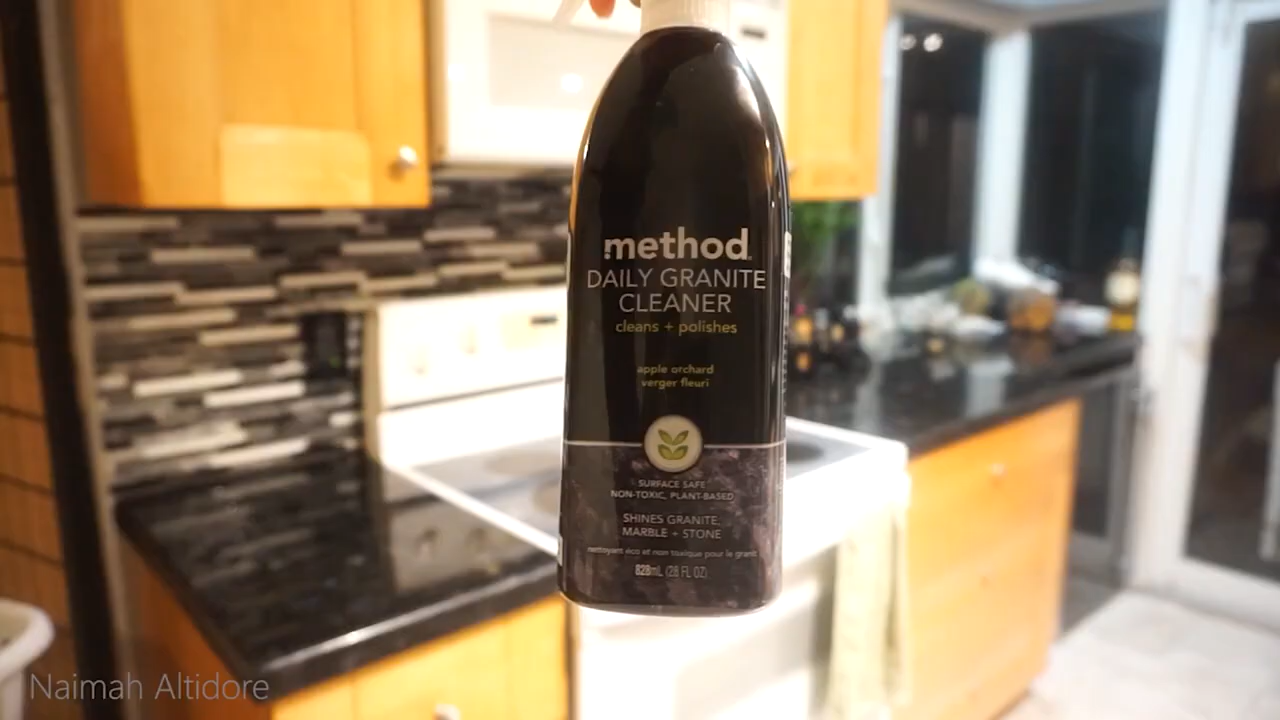 method.
DAILY GRANITE
CLEANER
cleans + polishes
apple orchard
verger fleuri
SURFACE SAFE
NON-TOXIC, PLANT-BASED
SHINES GRANITE,
MARBLE + STONE
nettoyant éco et non toxique pour le granit
828mL (28 FL OZ)
Naimah Altidore